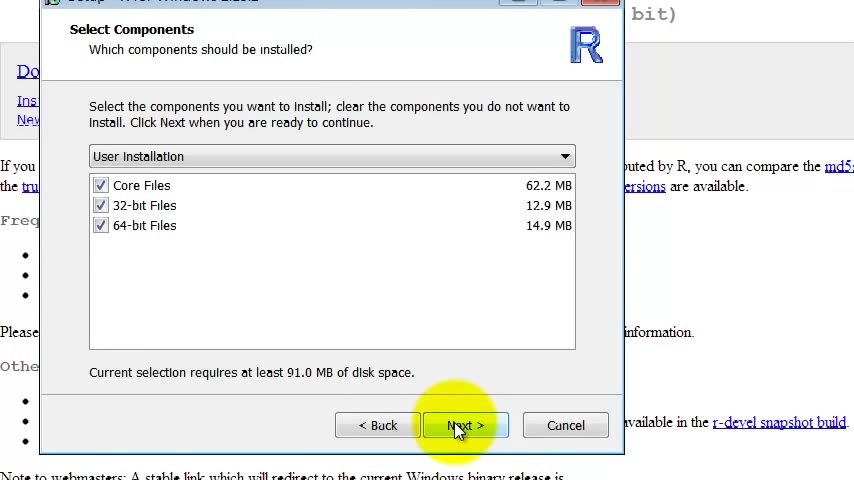 bit)
Select Components
Which components should be installed?
R
Do
Ins
New
Select the components you want to install; clear the components you do not want to
install. Click Next when you are ready to continue.
User installation
Core Files 62.2 MB
32-bit Files 12.9 MB
64-bit Files 14.9 MB
If you
buted by R, you can compare the md5s
the tru
ersions are available.
Freq
Please
information.
Current selection requires at least 91.0 MB of disk space.
Othe
< Back
Next >
Cancel
available in the r-devel snapshot build.
Note to webmasters: A stable link which will redirect to the current Windows binary release is